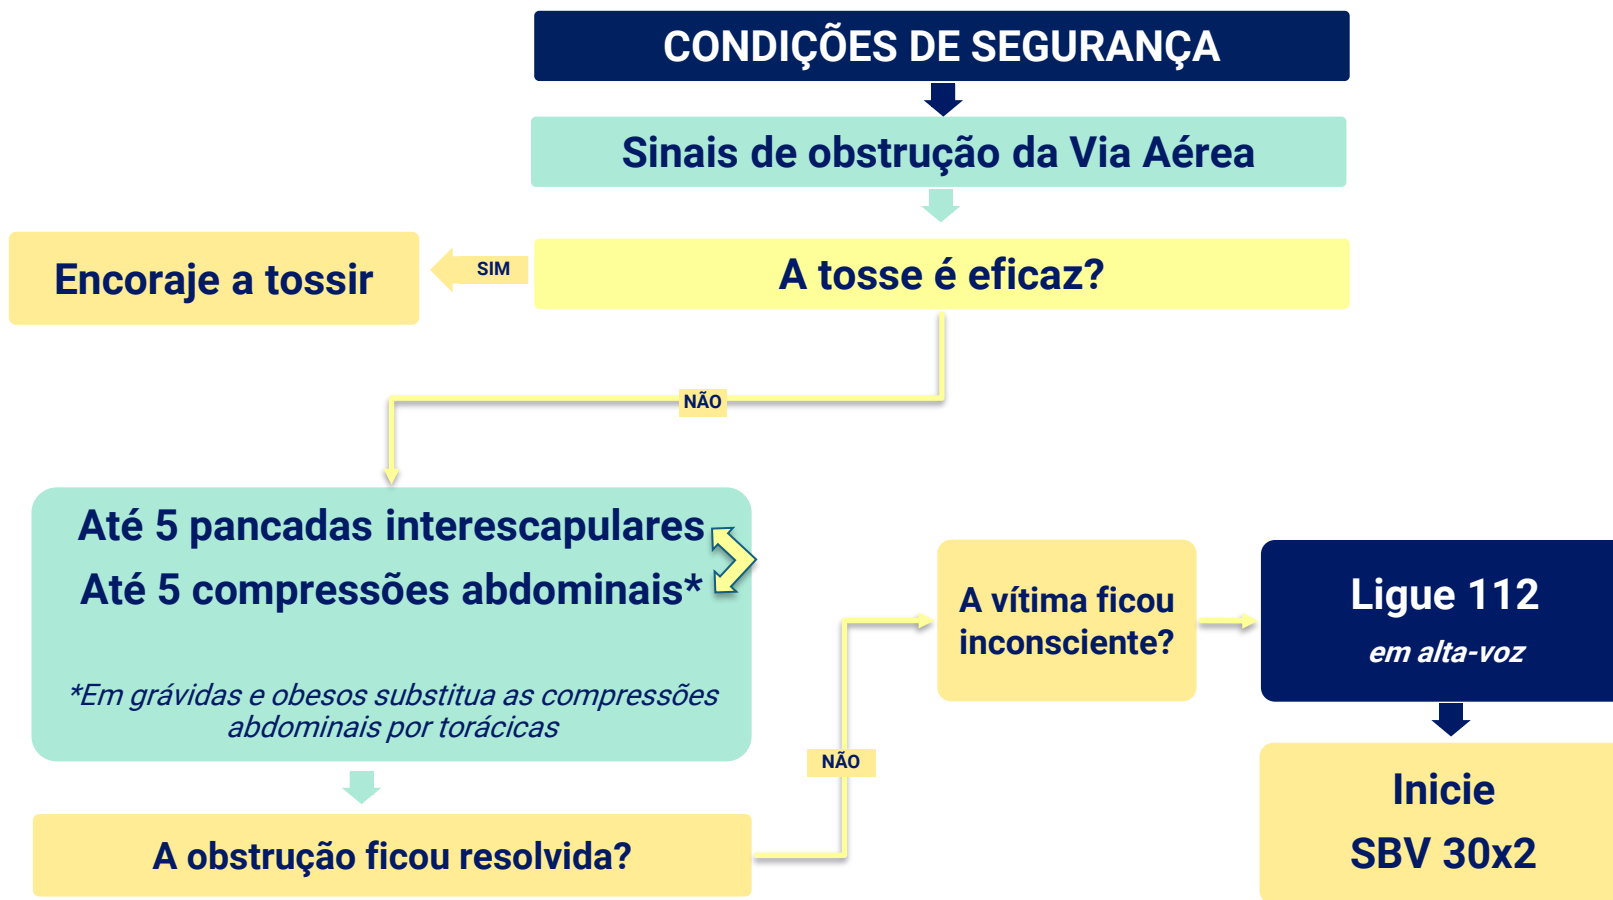 CONDIÇÕES DE SEGURANÇA
Sinais de obstrução da Via Aérea
A tosse é eficaz?
SIM
Encoraje a tossir
NÃO
Até 5 pancadas interescapulares
Até 5 compressões abdominais*
*Em grávidas e obesos substitua as compressões
abdominais por torácicas
A obstrução ficou resolvida?
NÃO
A vítima ficou
inconsciente?
Ligue 112
em alta-voz
Inicie
SBV 30x2